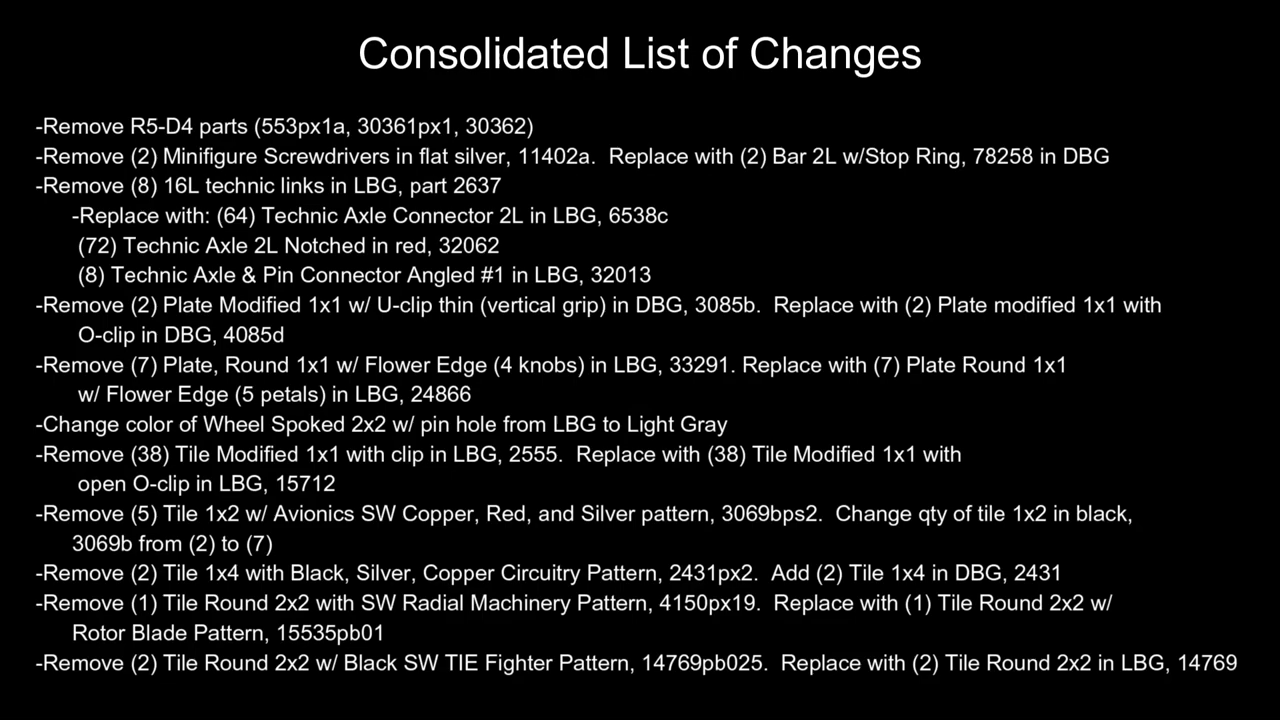 Consolidated List of Changes
-Remove R5-D4 parts (553px1a, 30361px1, 30362)
-Remove (2) Minifigure Screwdrivers in flat silver, 11402a.  Replace with (2) Bar 2L w/Stop Ring, 78258 in DBG
-Remove (8) 16L technic links in LBG, part 2637
-Replace with: (64) Technic Axle Connector 2L in LBG, 6538c
(72) Technic Axle 2L Notched in red, 32062
(8) Technic Axle & Pin Connector Angled #1 in LBG, 32013
-Remove (2) Plate Modified 1x1 w/ U-clip thin (vertical grip) in DBG, 3085b.  Replace with (2) Plate modified 1x1 with
O-clip in DBG, 4085d
-Remove (7) Plate, Round 1x1 w/ Flower Edge (4 knobs) in LBG, 33291. Replace with (7) Plate Round 1x1
w/ Flower Edge (5 petals) in LBG, 24866
-Change color of Wheel Spoked 2x2 w/ pin hole from LBG to Light Gray
-Remove (38) Tile Modified 1x1 with clip in LBG, 2555.  Replace with (38) Tile Modified 1x1 with
open O-clip in LBG, 15712
-Remove (5) Tile 1x2 w/ Avionics SW Copper, Red, and Silver pattern, 3069bps2.  Change qty of tile 1x2 in black,
3069b from (2) to (7)
-Remove (2) Tile 1x4 with Black, Silver, Copper Circuitry Pattern, 2431px2.  Add (2) Tile 1x4 in DBG, 2431
-Remove (1) Tile Round 2x2 with SW Radial Machinery Pattern, 4150px19.  Replace with (1) Tile Round 2x2 w/
Rotor Blade Pattern, 15535pb01
-Remove (2) Tile Round 2x2 w/ Black SW TIE Fighter Pattern, 14769pb025.  Replace with (2) Tile Round 2x2 in LBG, 14769